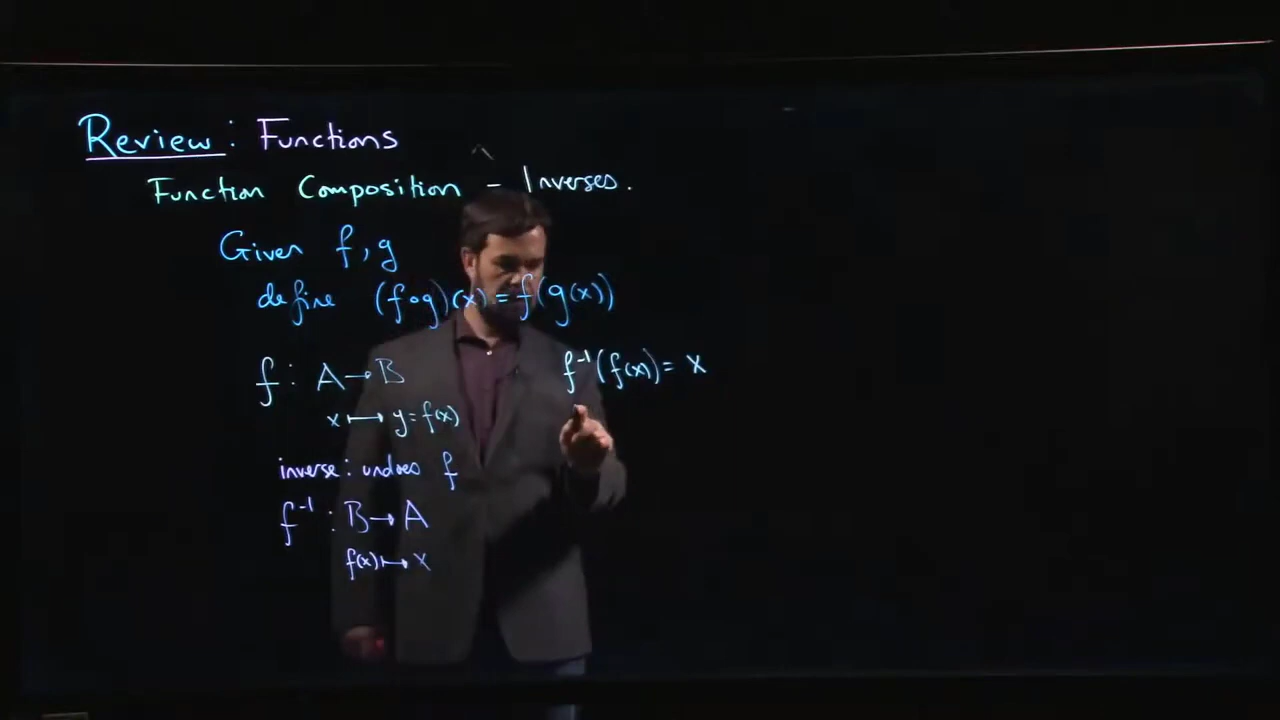 Review: Functions
Function Composition - Inverses.
Given f, g
define (f∘g)(x) = f(g(x))
f: A → B
x ↦ y = f(x)
inverse: undoes f
f⁻¹: B → A
f(x) ↦ x
f⁻¹(f(x)) = x